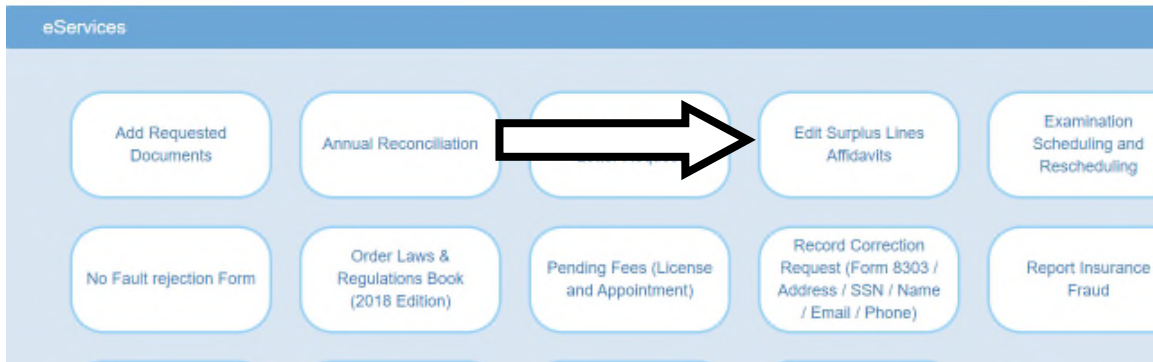 eServices
Add Requested
Documents
Annual Reconciliation
Edit Surplus Lines
Affidavits
Examination
Scheduling and
Rescheduling
No Fault rejection Form
Order Laws &
Regulations Book
(2018 Edition)
Pending Fees (License
and Appointment)
Record Correction
Request (Form 8303 /
Address / SSN / Name
/ Email / Phone)
Report Insurance
Fraud